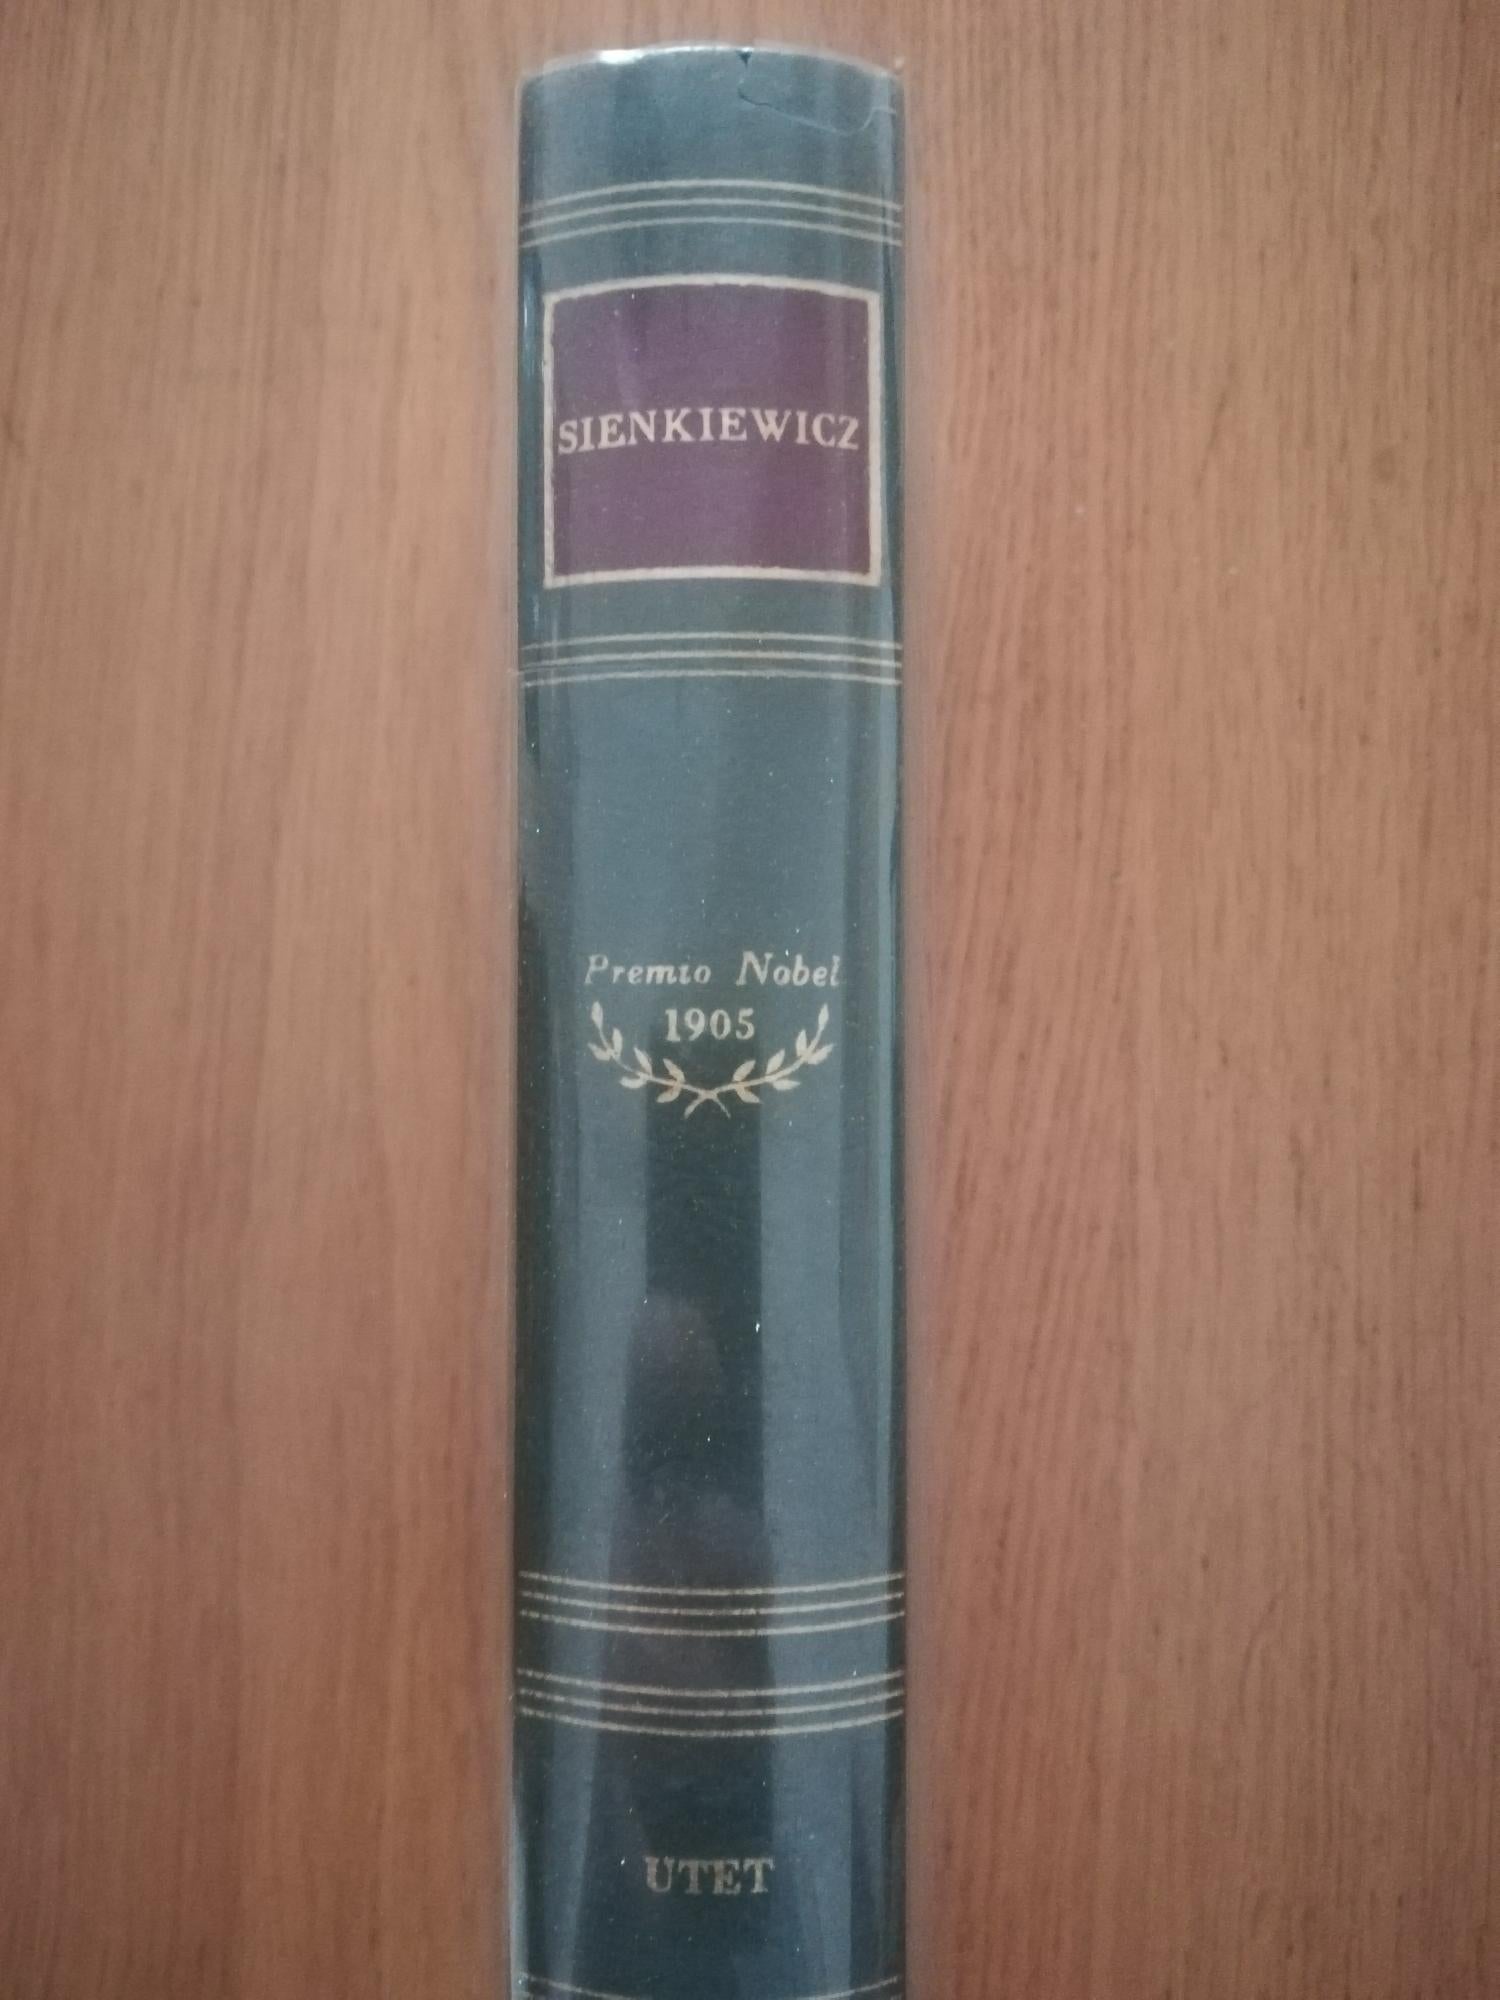 SIENKIEWICZ
Premio Nobel
1905
UTET